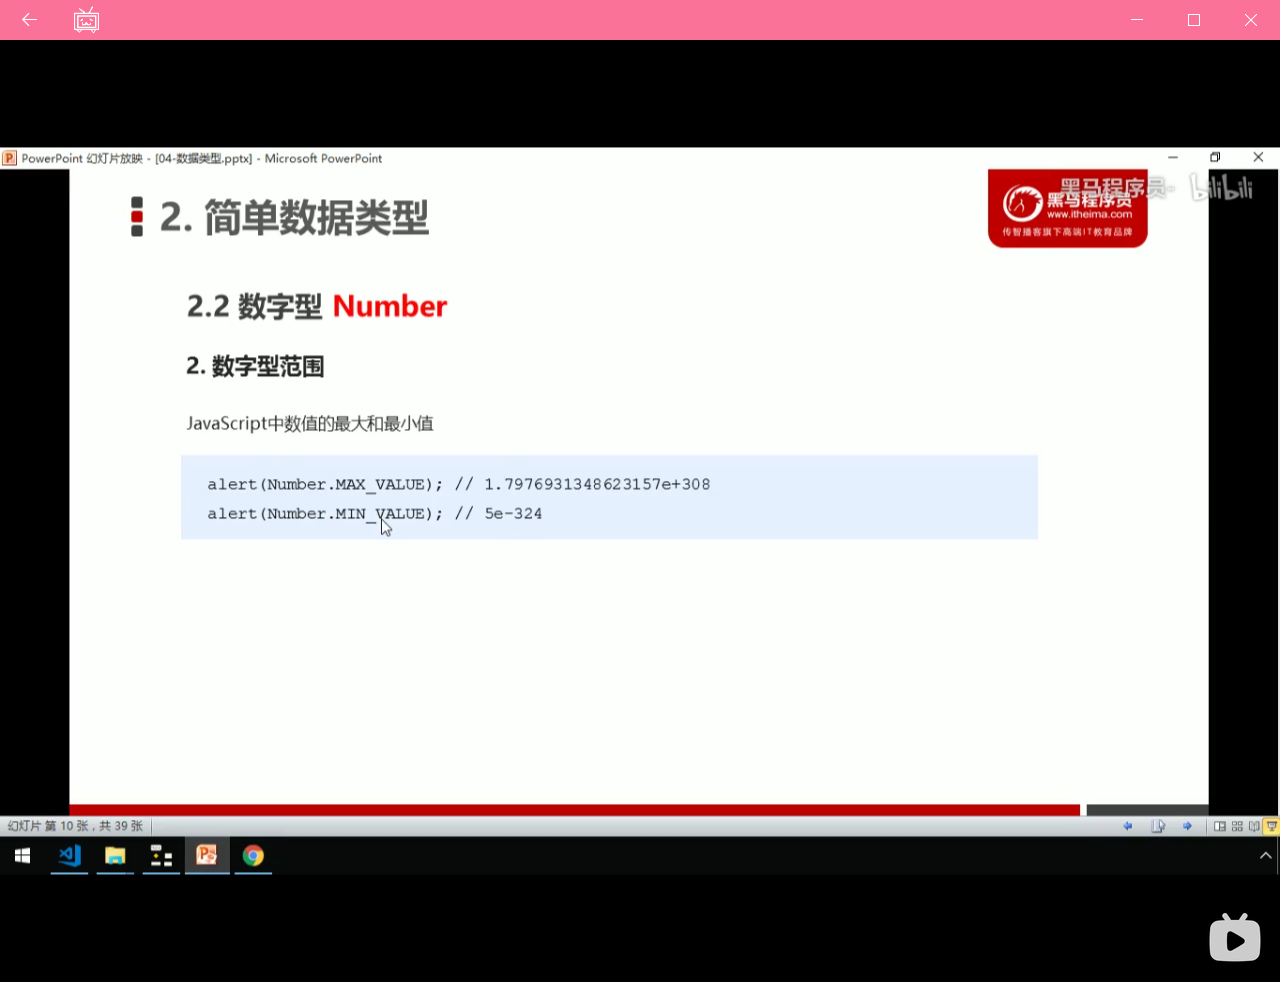 PowerPoint 幻灯片放映 - [04-数据类型.pptx] - Microsoft PowerPoint
黑马程序员- bilibili
黑马程序员
www.itheima.com
传智播客旗下高端IT教育品牌
2. 简单数据类型
2.2 数字型 Number
2. 数字型范围
JavaScript中数值的最大和最小值
alert(Number.MAX_VALUE); // 1.7976931348623157e+308
alert(Number.MIN_VALUE); // 5e-324
幻灯片 第 10 张，共 39 张